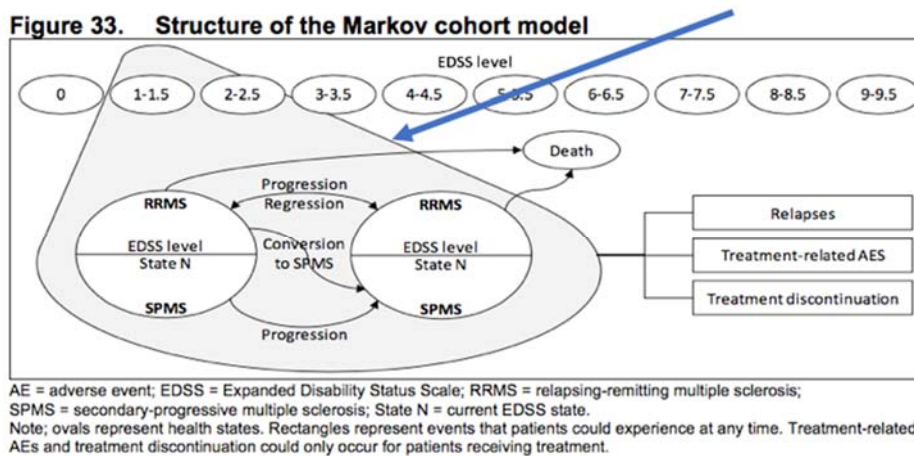 Figure 33. Structure of the Markov cohort model
EDSS level
0 1-1.5 2-2.5 3-3.5 4-4.5 5-5.5 6-6.5 7-7.5 8-8.5 9-9.5
Death
Progression
Regression
RRMS
EDSS level
State N
SPMS
Conversion
to SPMS
Progression
RRMS
EDSS level
State N
SPMS
Relapses
Treatment-related AES
Treatment discontinuation
AE = adverse event; EDSS = Expanded Disability Status Scale; RRMS = relapsing-remitting multiple sclerosis;
SPMS = secondary-progressive multiple sclerosis; State N = current EDSS state.
Note; ovals represent health states. Rectangles represent events that patients could experience at any time. Treatment-related
AEs and treatment discontinuation could only occur for patients receiving treatment.